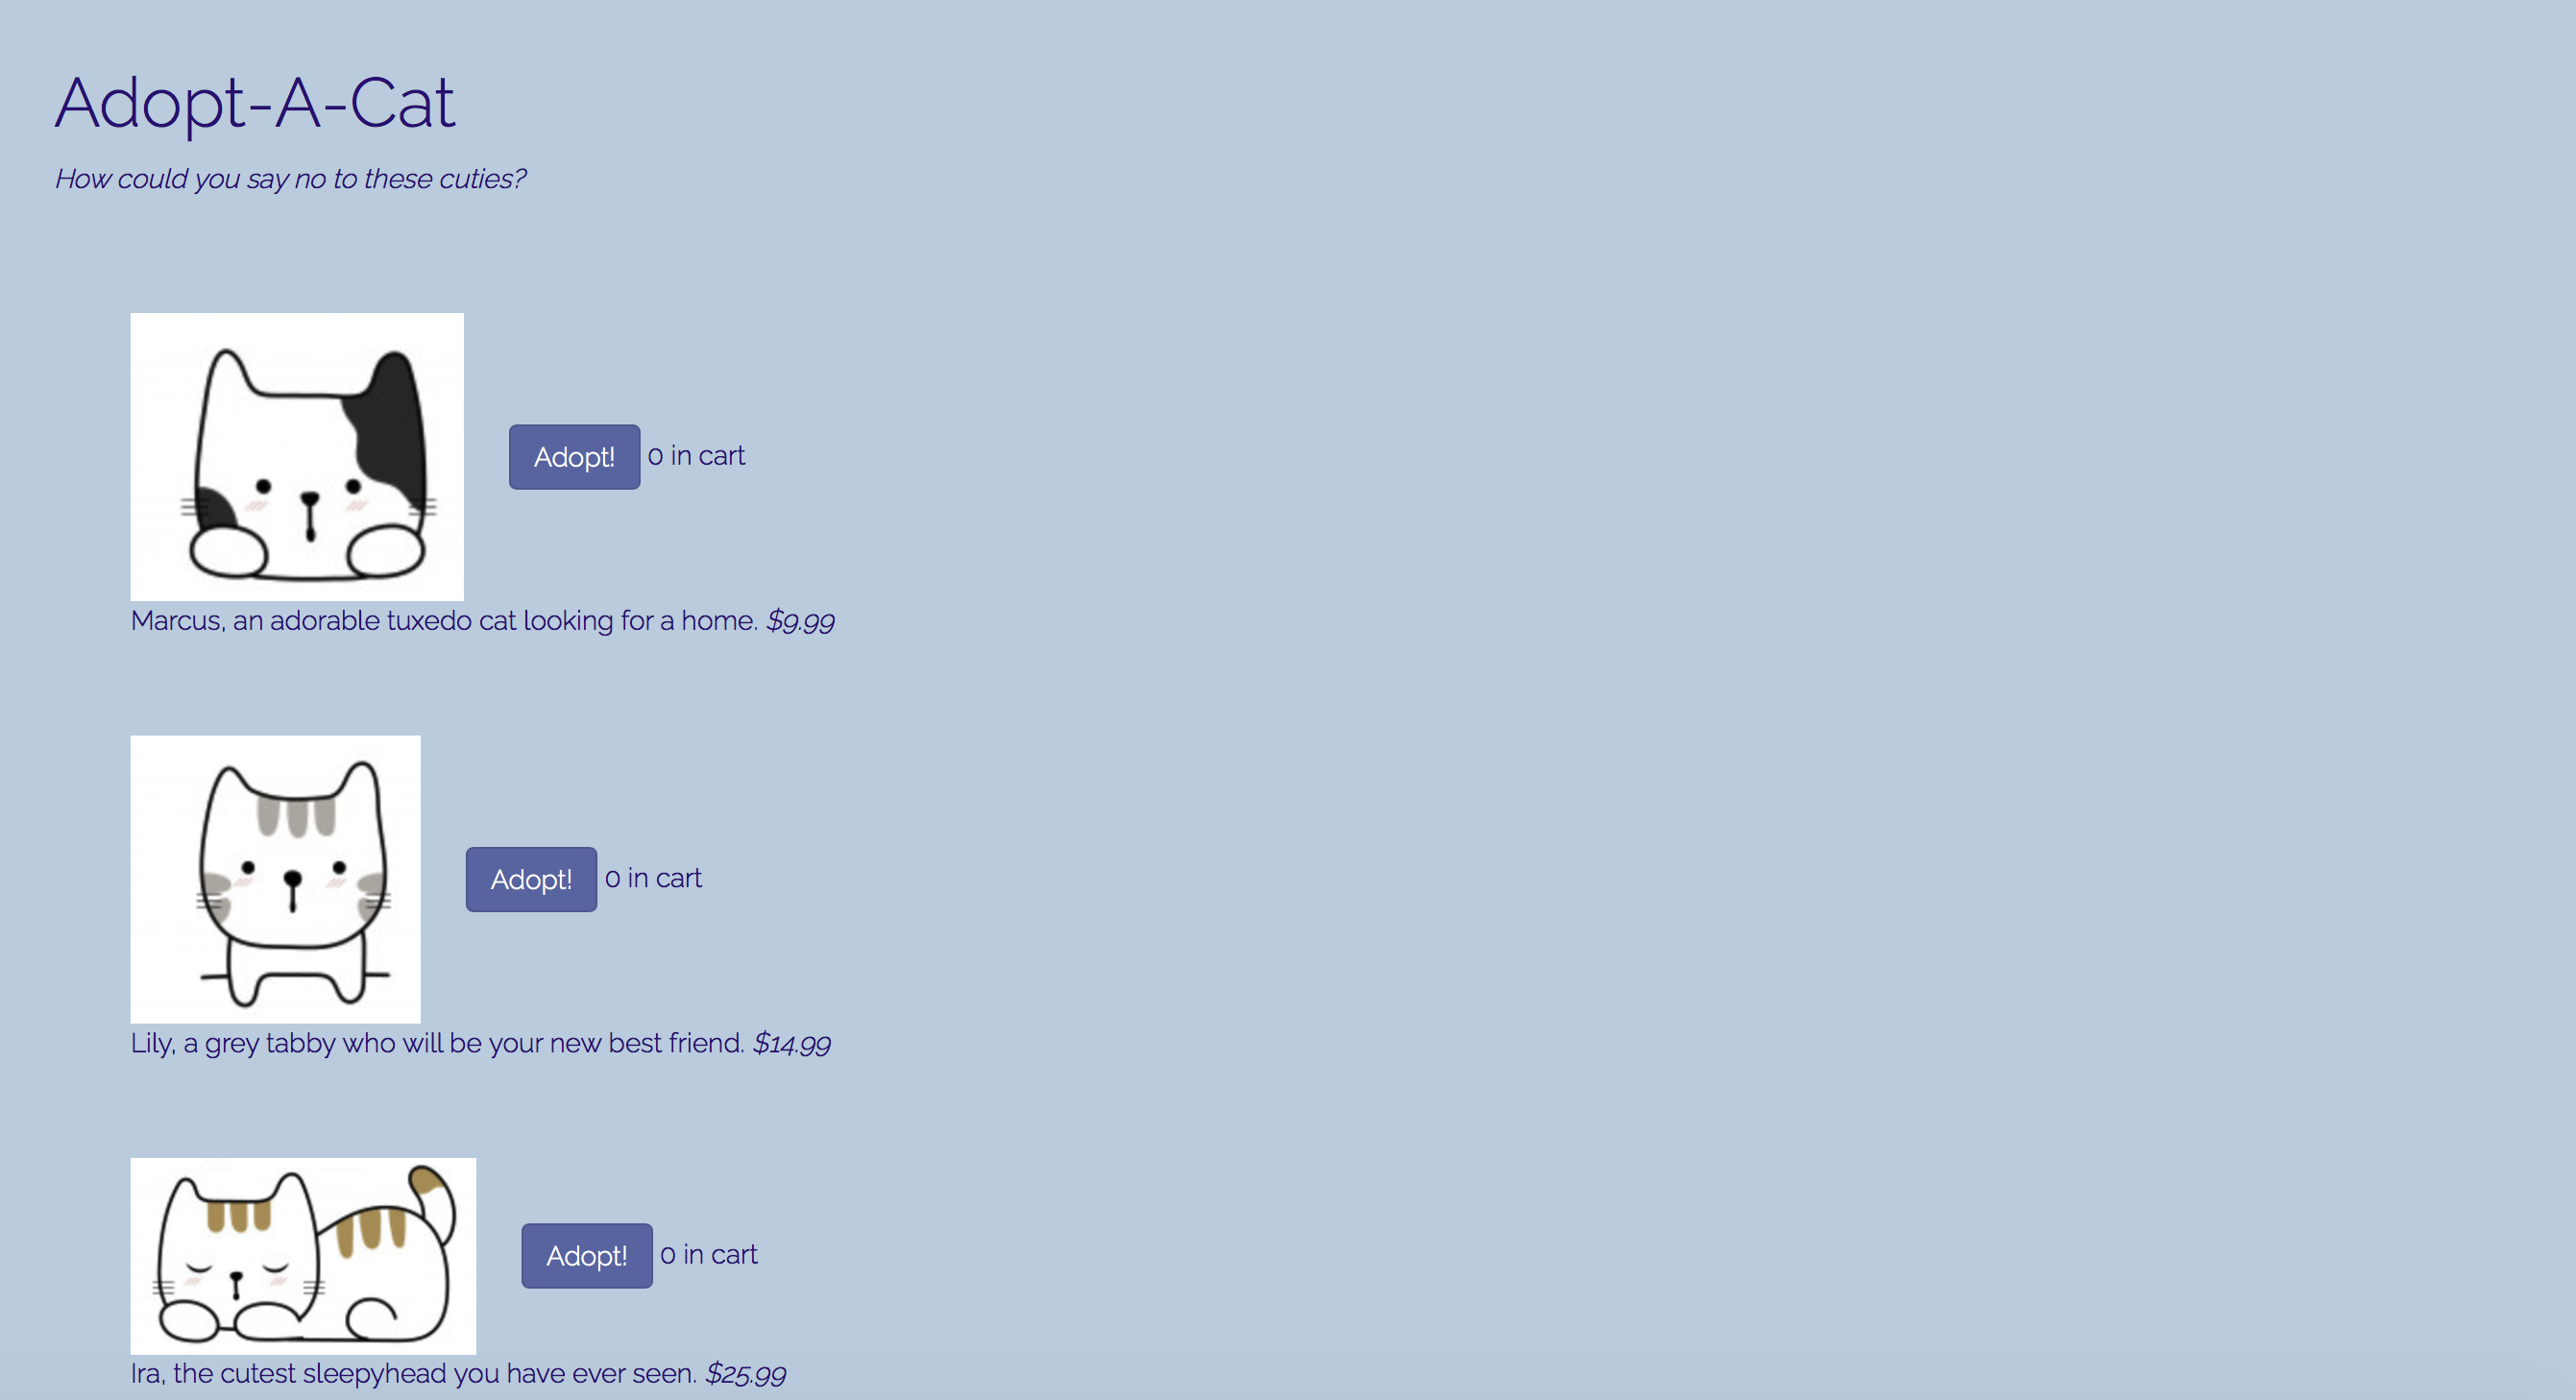 Adopt-A-Cat
How could you say no to these cuties?
Adopt! 0 in cart
Marcus, an adorable tuxedo cat looking for a home. $9.99
Adopt! 0 in cart
Lily, a grey tabby who will be your new best friend. $14.99
Adopt! 0 in cart
Ira, the cutest sleepyhead you have ever seen. $25.99